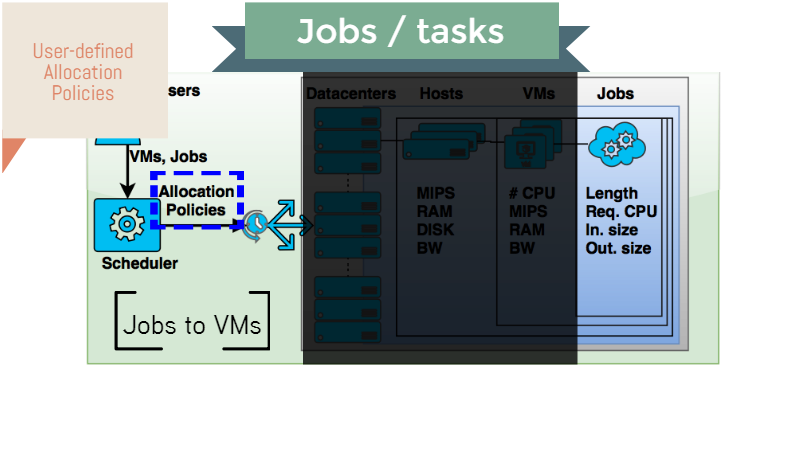 Jobs / tasks
User-defined
Allocation
Policies
sers
Datacenters
Hosts
VMs
Jobs
VMs, Jobs
Allocation
Policies
Scheduler
MIPS
RAM
DISK
BW
# CPU
MIPS
RAM
BW
Length
Req. CPU
In. size
Out. size
Jobs to VMs